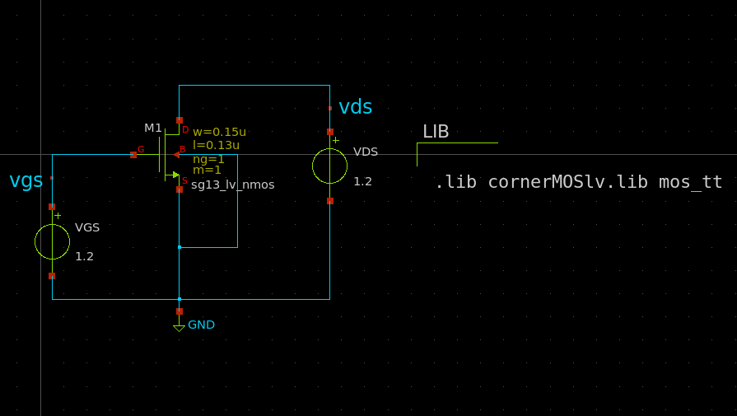 vds
M1
D
w=0.15u
LIB
l=0.13u
G
B
ng=1
+
VDS
m=1
vgs
S
sg13_lv_nmos
1.2
.lib cornerMOSlv.lib mos_tt
+
VGS
1.2
GND